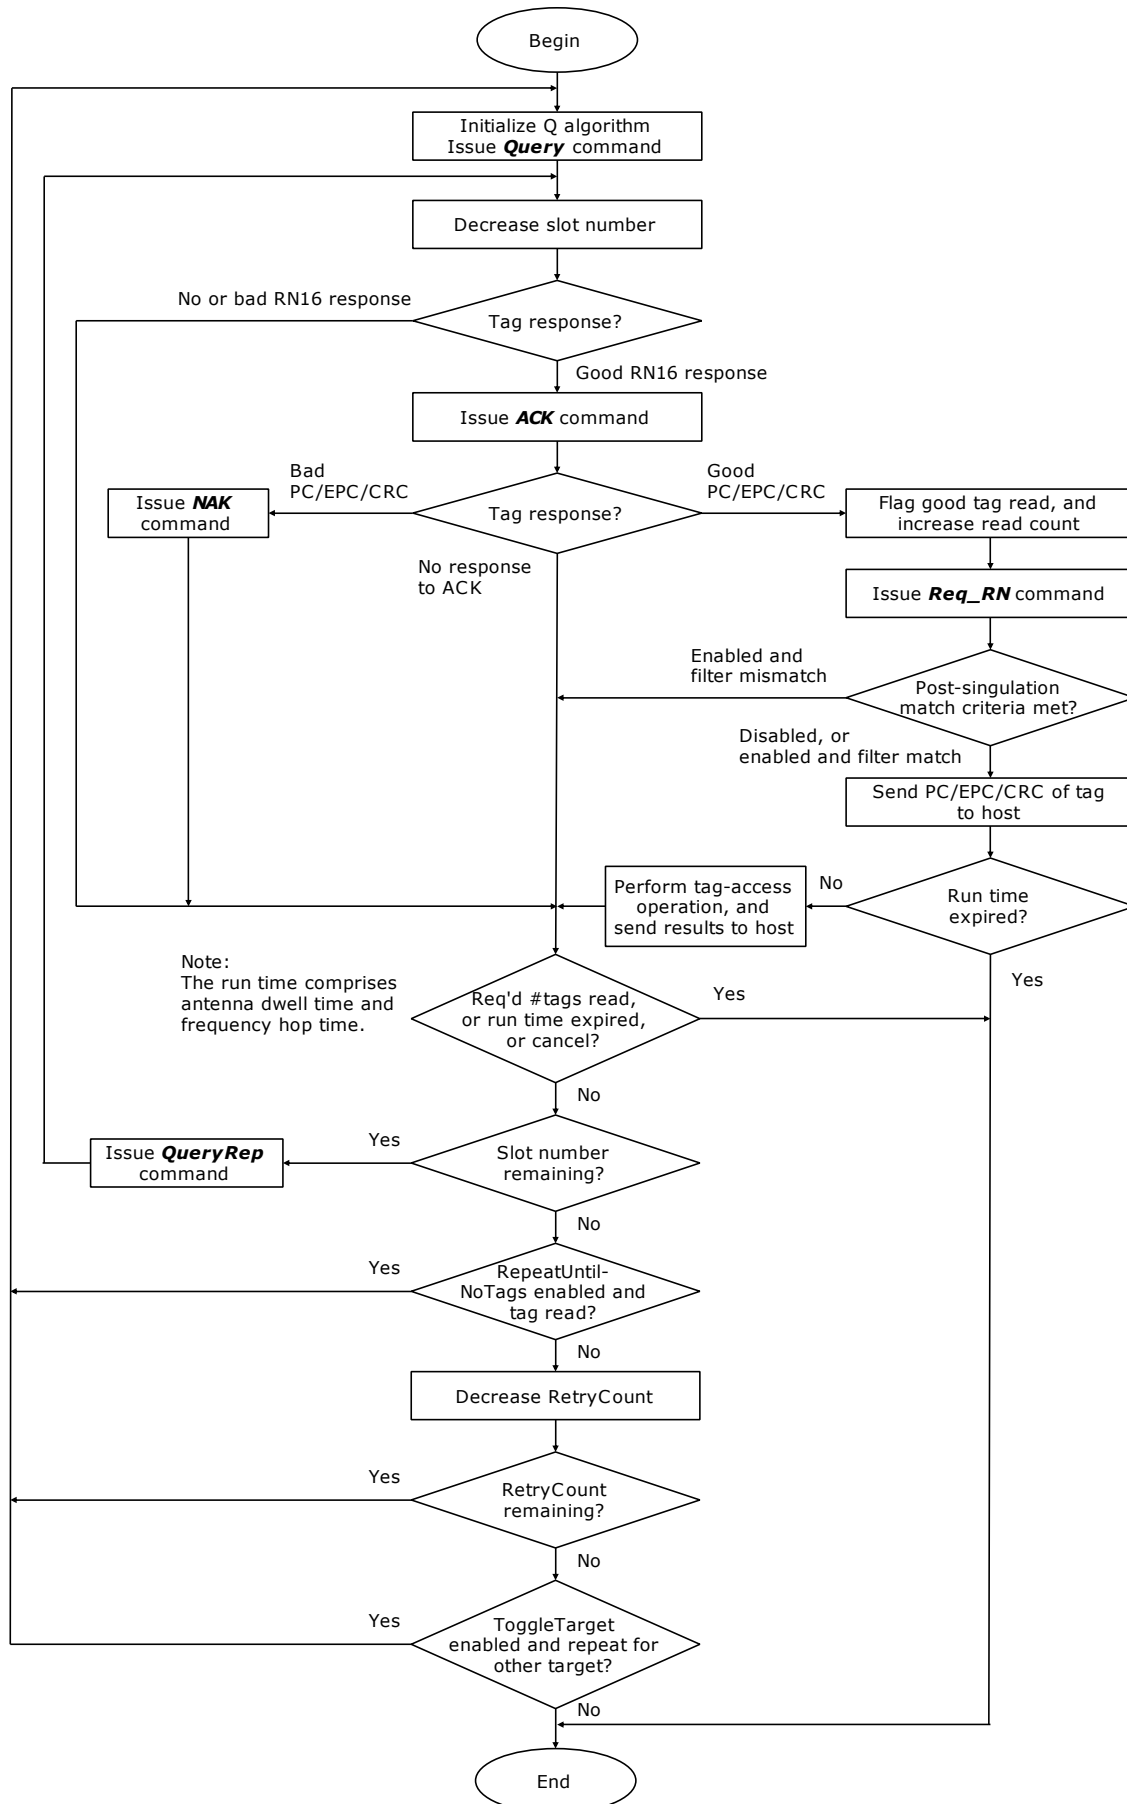 Begin
Initialize Q algorithm
Issue Query command
Decrease slot number
No or bad RN16 response
Tag response?
Good RN16 response
Issue ACK command
Bad
PC/EPC/CRC
Good
PC/EPC/CRC
Issue NAK
command
Tag response?
Flag good tag read, and
increase read count
No response
to ACK
Issue Req_RN command
Enabled and
filter mismatch
Post-singulation
match criteria met?
Disabled, or
enabled and filter match
Send PC/EPC/CRC of tag
to host
Perform tag-access
operation, and
send results to host
No
Run time
expired?
Note:
The run time comprises
antenna dwell time and
frequency hop time.
Req'd #tags read,
or run time expired,
or cancel?
Yes
Yes
No
Issue QueryRep
command
Yes
Slot number
remaining?
No
Yes
RepeatUntil-
NoTags enabled and
tag read?
No
Decrease RetryCount
Yes
RetryCount
remaining?
No
Yes
ToggleTarget
enabled and repeat for
other target?
No
End